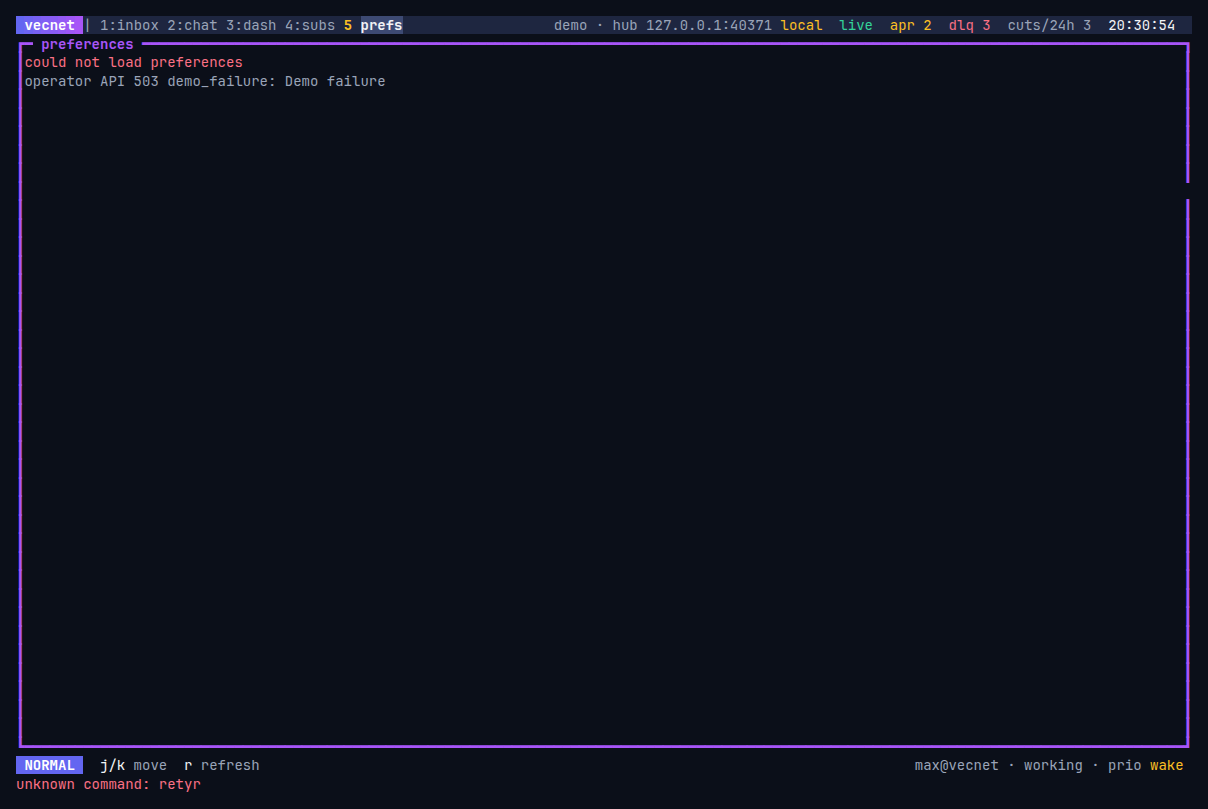 vecnet | 1:inbox 2:chat 3:dash 4:subs 5 prefs demo · hub 127.0.0.1:40371 local live apr 2 dlq 3 cuts/24h 3 20:30:54
preferences
could not load preferences
operator API 503 demo_failure: Demo failure
NORMAL j/k move r refresh max@vecnet · working · prio wake
unknown command: retyr